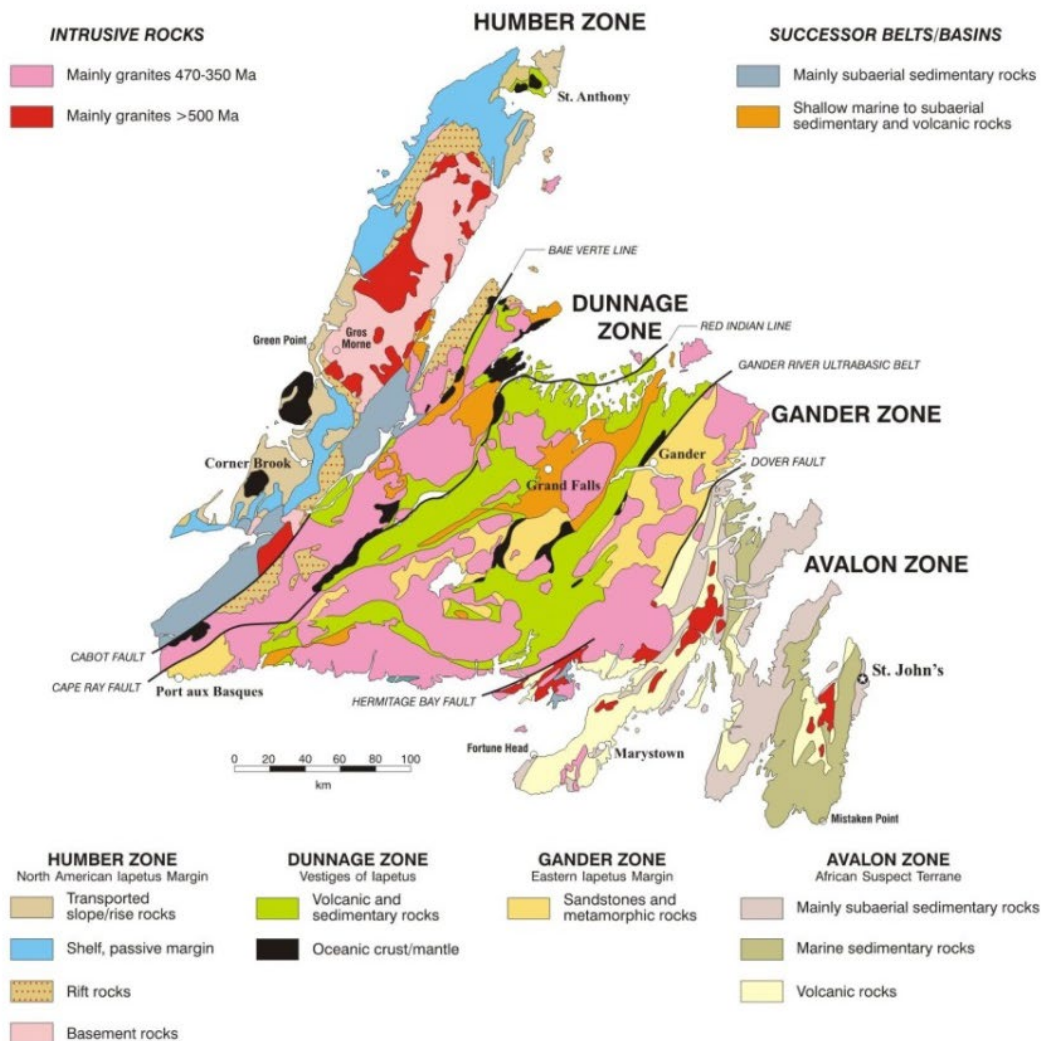 HUMBER ZONE
INTRUSIVE ROCKS
Mainly granites 470-350 Ma
Mainly granites >500 Ma
SUCCESSOR BELTS/BASINS
Mainly subaerial sedimentary rocks
Shallow marine to subaerial
sedimentary and volcanic rocks
St. Anthony
BAIE VERTE LINE
DUNNAGE
ZONE
RED INDIAN LINE
Green Point
Gros
Morne
GANDER RIVER ULTRABASIC BELT
GANDER ZONE
Corner Brook
Gander
DOVER FAULT
Grand Falls
AVALON ZONE
CABOT FAULT
St. John's
CAPE RAY FAULT
Port aux Basques
HERMITAGE BAY FAULT
Fortune Head
Marystown
0 20 40 60 80 100
km
Mistaken Point
HUMBER ZONE
North American Iapetus Margin
Transported
slope/rise rocks
Shelf, passive margin
Rift rocks
Basement rocks
DUNNAGE ZONE
Vestiges of Iapetus
Volcanic and
sedimentary rocks
Oceanic crust/mantle
GANDER ZONE
Eastern Iapetus Margin
Sandstones and
metamorphic rocks
AVALON ZONE
African Suspect Terrane
Mainly subaerial sedimentary rocks
Marine sedimentary rocks
Volcanic rocks